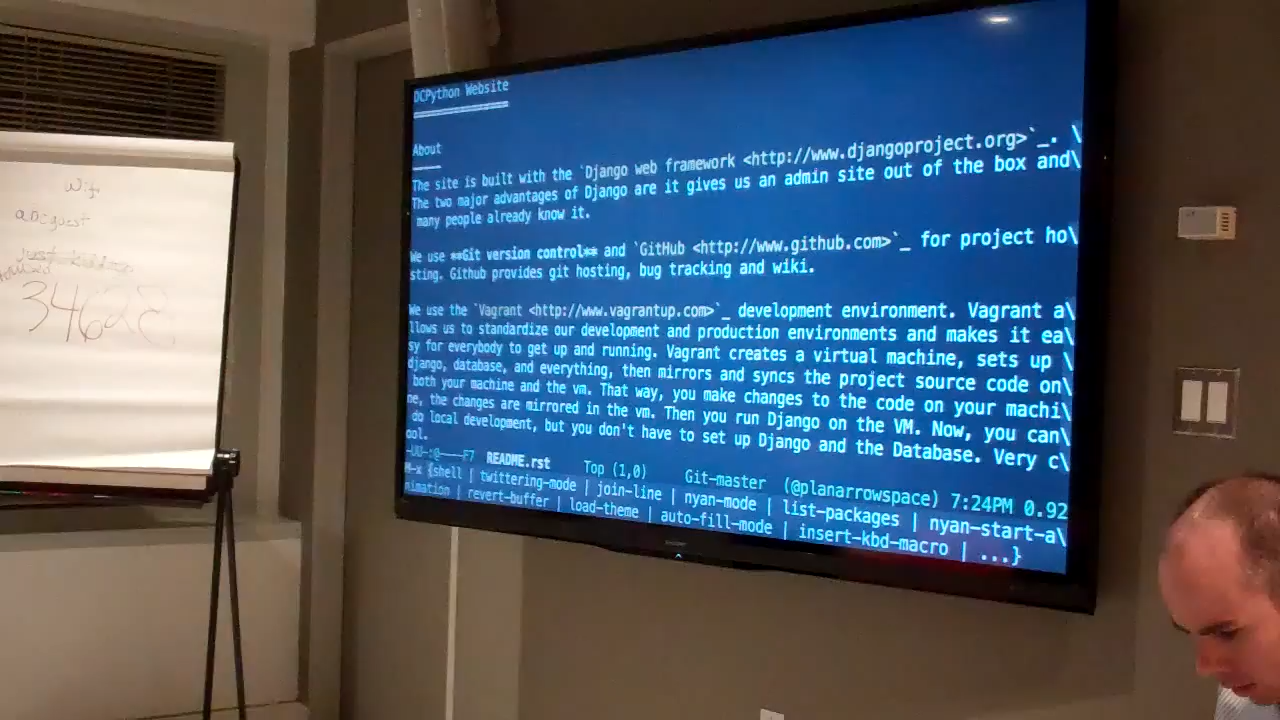 Wifi
abcguest
34628
DCPython Website
About
The site is built with the `Django web framework <http://www.djangoproject.org>`_. \
The two major advantages of Django are it gives us an admin site out of the box and\
many people already know it.
We use **Git version control** and `GitHub <http://www.github.com>`_ for project ho\
sting. Github provides git hosting, bug tracking and wiki.
We use the `Vagrant <http://www.vagrantup.com>`_ development environment. Vagrant a\
llows us to standardize our development and production environments and makes it ea\
sy for everybody to get up and running. Vagrant creates a virtual machine, sets up \
django, database, and everything, then mirrors and syncs the project source code on\
both your machine and the vm. That way, you make changes to the code on your machi\
ne, the changes are mirrored in the vm. Then you run Django on the VM. Now, you can\
do local development, but you don't have to set up Django and the Database. Very c\
ool.
-UU-:@----F7 README.rst Top (1,0) Git-master (@planarrowspace) 7:24PM 0.92
M-x {shell | twittering-mode | join-line | nyan-mode | list-packages | nyan-start-a\
nimation | revert-buffer | load-theme | auto-fill-mode | insert-kbd-macro | ...}